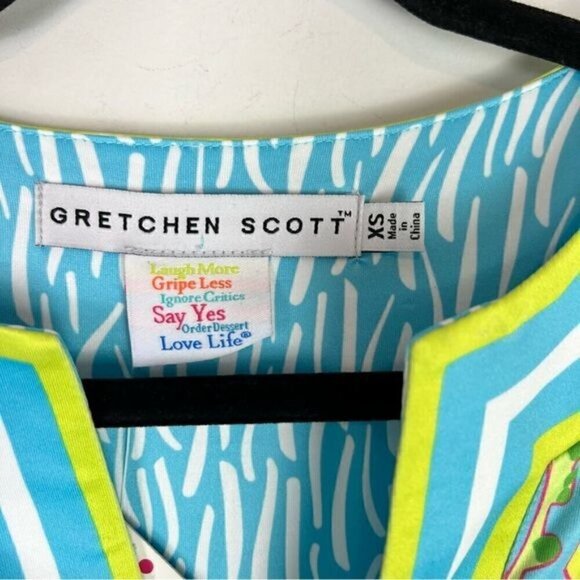 GRETCHEN SCOTT™
XS
Made
in
China
Laugh More
Gripe Less
Ignore Critics
Say Yes
Order Dessert
Love Life®